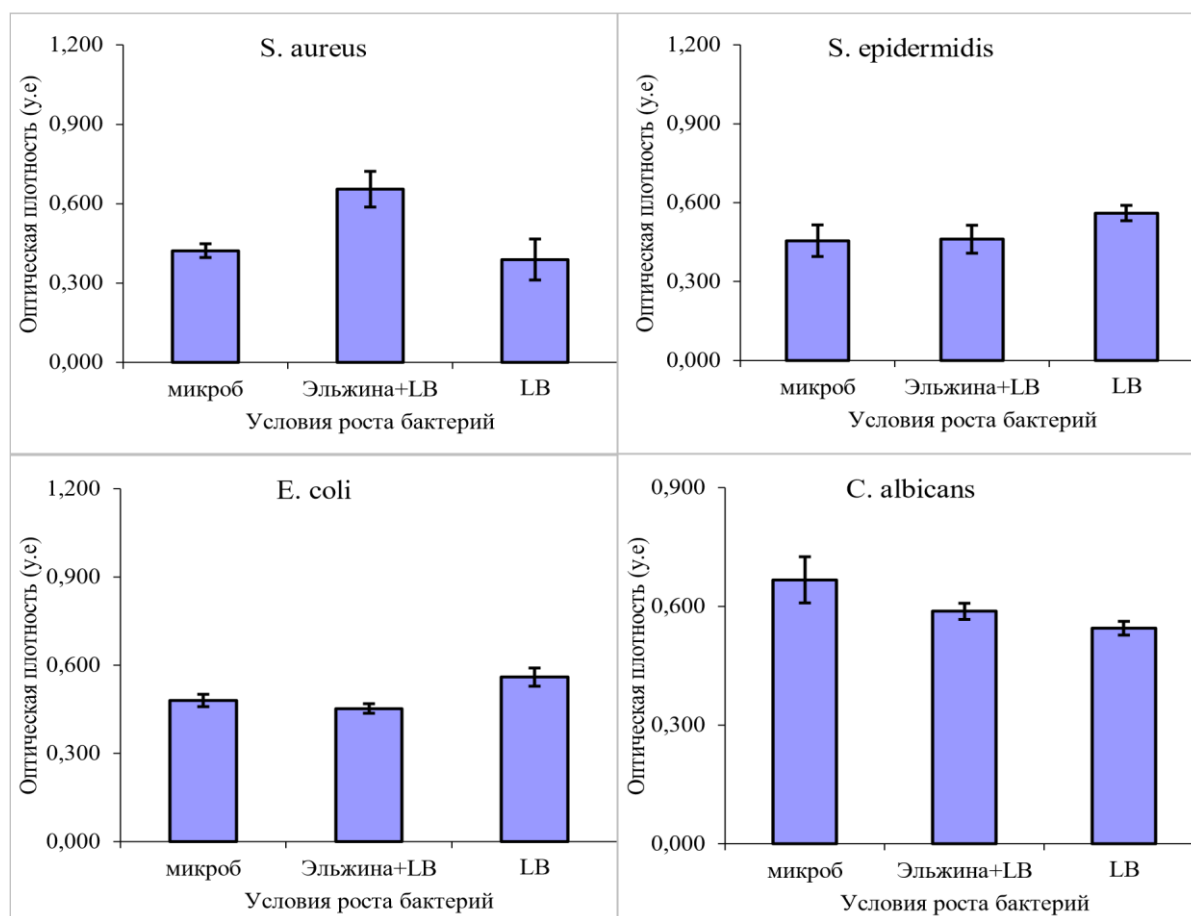 S. aureus
Оптическая плотность (у.е)
1,200
0,900
0,600
0,300
0,000
микроб
Эльжина+LB
LB
Условия роста бактерий
S. epidermidis
Оптическая плотность (у.е)
1,200
0,900
0,600
0,300
0,000
микроб
Эльжина+LB
LB
Условия роста бактерий
E. coli
Оптическая плотность (у.е)
1,200
0,900
0,600
0,300
0,000
микроб
Эльжина+LB
LB
Условия роста бактерий
C. albicans
Оптическая плотность (у.е)
0,900
0,600
0,300
0,000
микроб
Эльжина+LB
LB
Условия роста бактерий